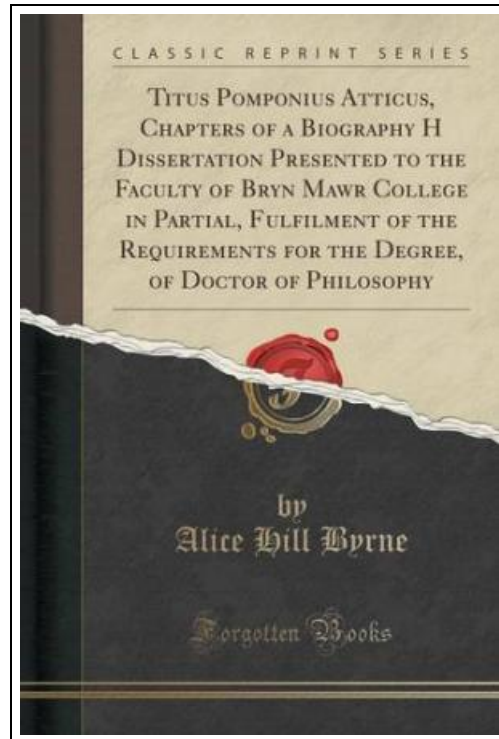 CLASSIC REPRINT SERIES
TITUS POMPONIUS ATTICUS,
CHAPTERS OF A BIOGRAPHY H
DISSERTATION PRESENTED TO THE
FACULTY OF BRYN MAWR COLLEGE
IN PARTIAL, FULFILMENT OF THE
REQUIREMENTS FOR THE DEGREE,
OF DOCTOR OF PHILOSOPHY
by
Alice Hill Byrne
Forgotten Books